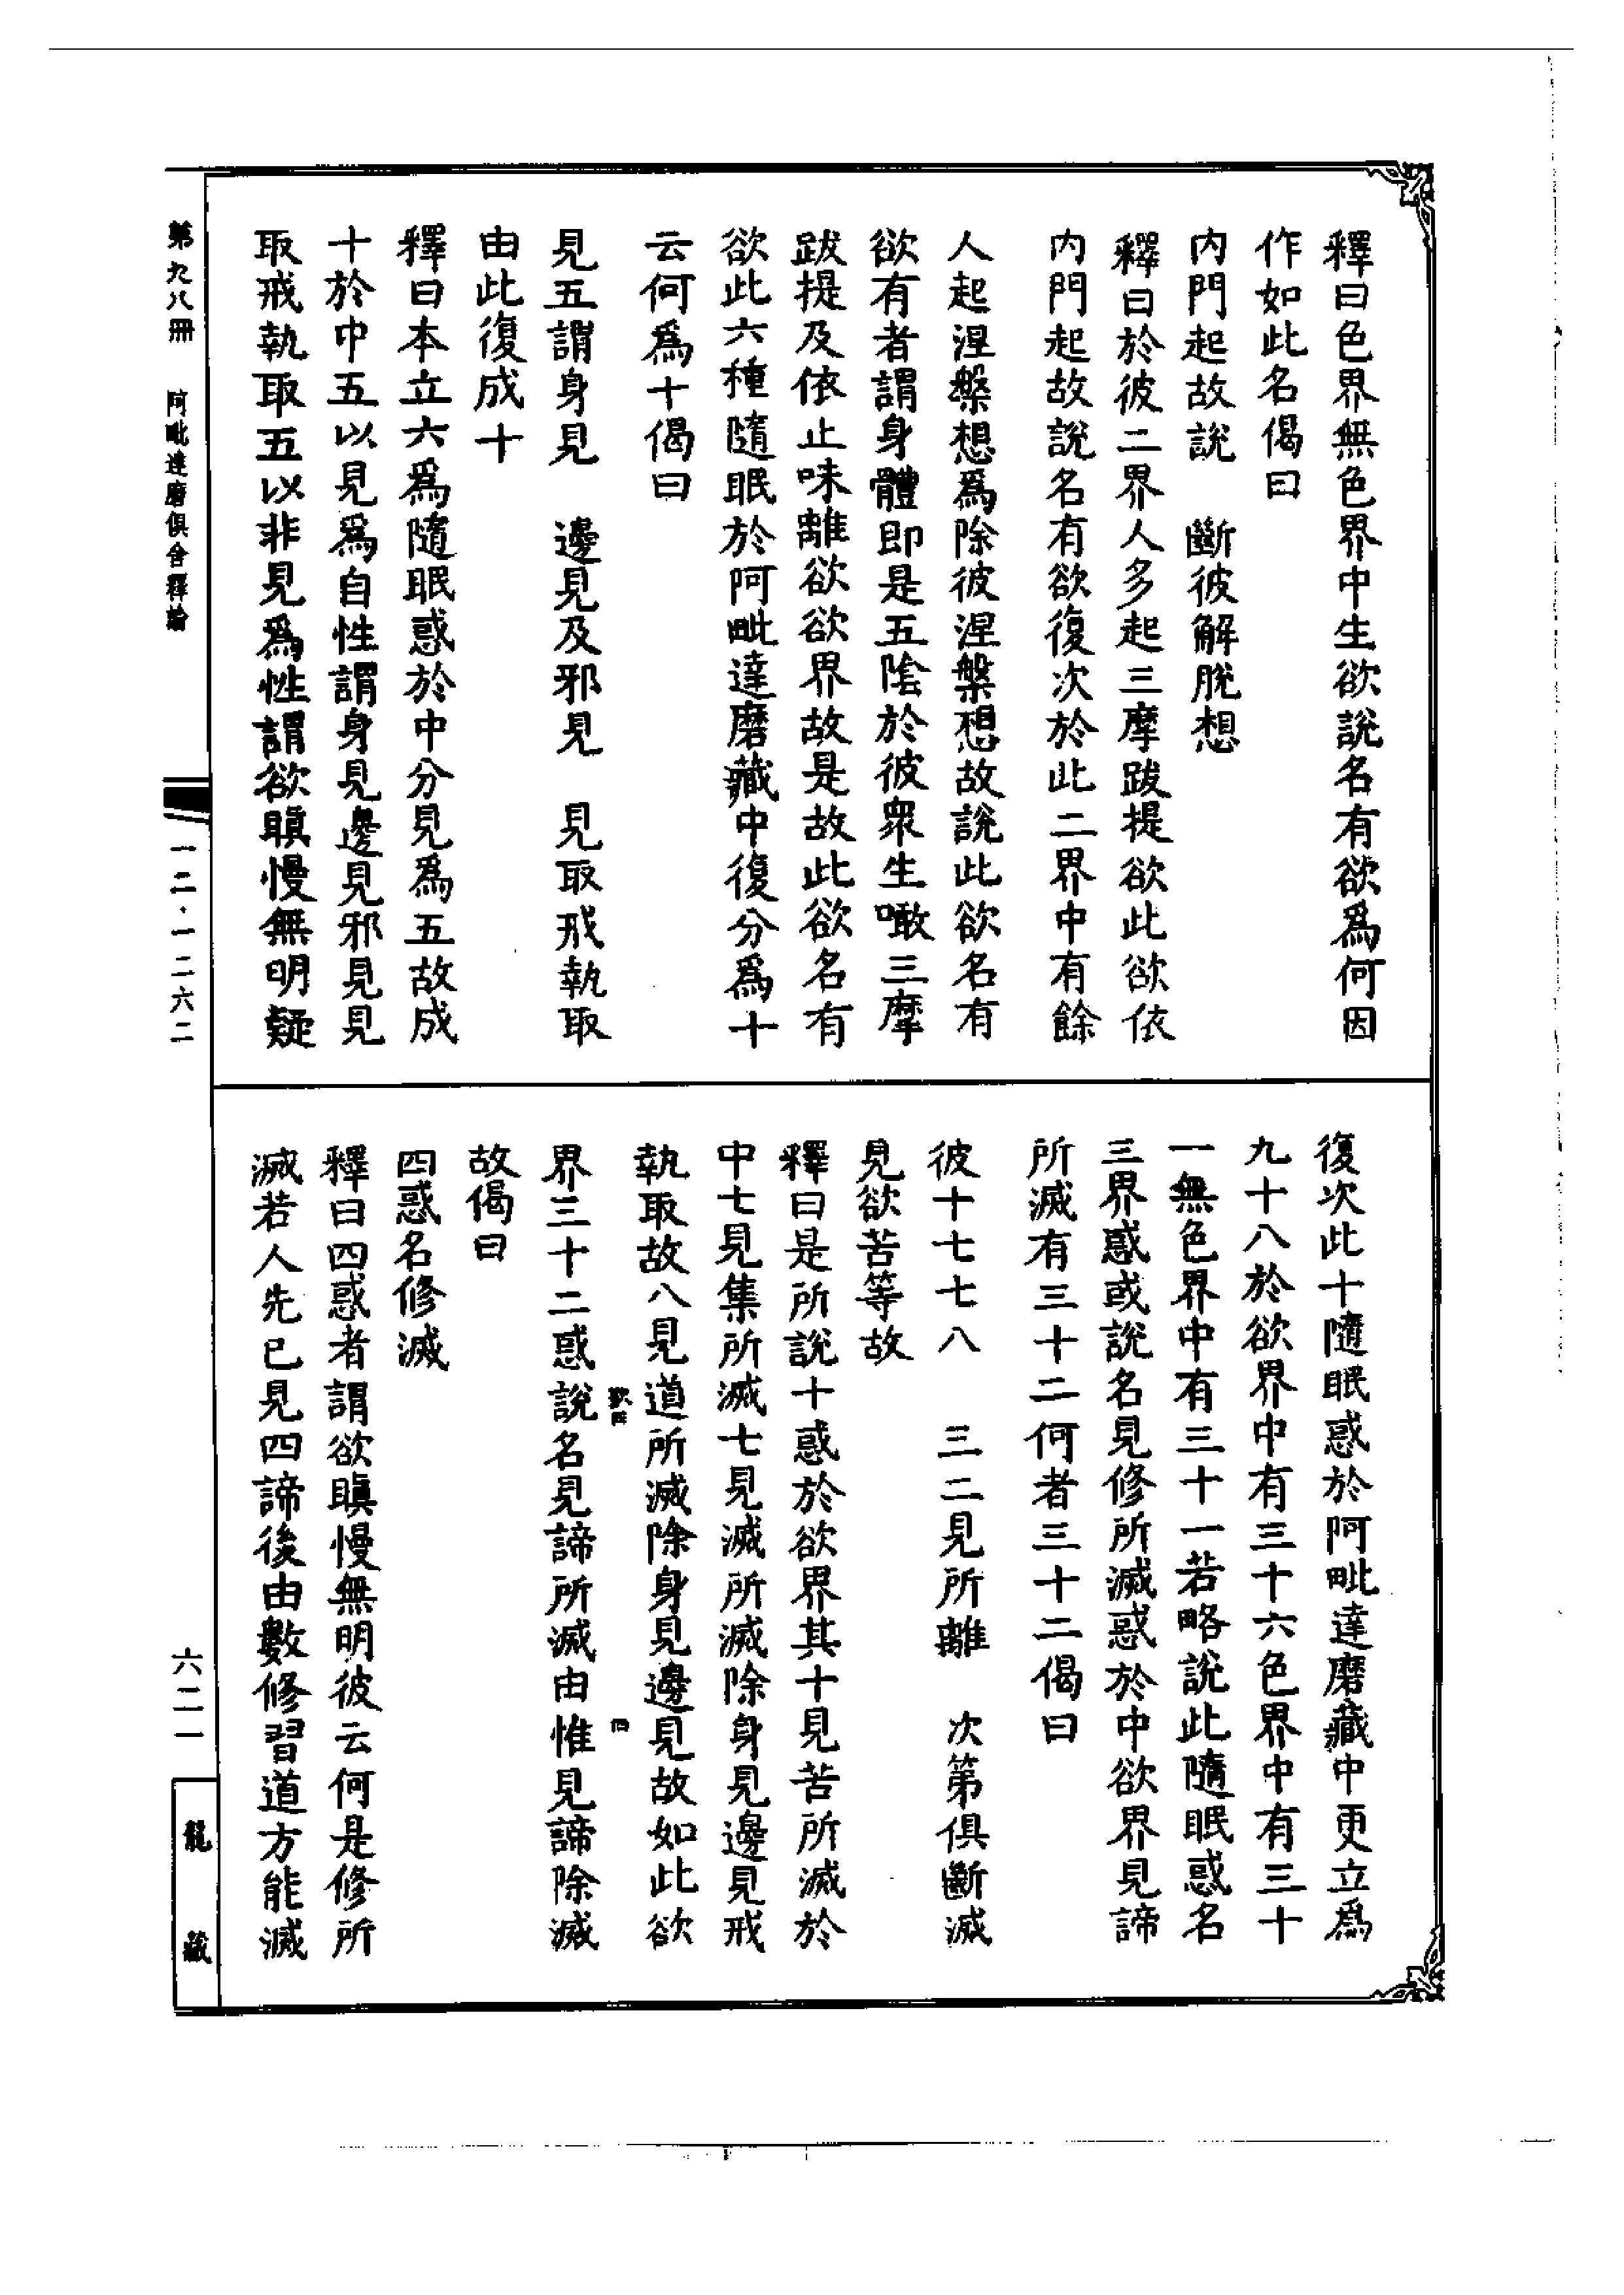 釋曰色界無色界中生欲說名有欲爲何因
作如此名偈曰
内門起故說　斷彼解脫想
釋曰於彼二界人多起三摩跋提欲此欲依
内門起故說名有欲復次於此二界中有餘
人起涅槃想爲除彼涅槃想故說此欲名有
欲有者謂身體即是五陰於彼衆生噉三摩
跋提及依止味離欲欲界故是故此欲名有
欲此六種隨眠於阿毗達磨藏中復分爲十
云何爲十偈曰
見五謂身見　邊見及邪見　見取戒執取
由此復成十
釋曰本立六爲隨眠惑於中分見爲五故成
十於中五以見爲自性謂身見邊見邪見見
取戒執取五以非見爲性謂欲瞋慢無明疑
復次此十隨眠惑於阿毗達磨藏中更立爲
九十八於欲界中有三十六色界中有三十
一無色界中有三十一若略說此隨眠惑名
三界惑或說名見修所滅惑於中欲界見諦
所滅有三十二何者三十二偈曰
彼十七七八　三二見所離　次第俱斷滅
見欲苦等故
釋曰是所說十惑於欲界其十見苦所滅於
中七見集所滅七見滅所滅除身見邊見戒
執取故八見道所滅除身見邊見故如此欲
界三十二惑說名見諦所滅由惟見諦除滅
故偈曰
四惑名修滅
釋曰四惑者謂欲瞋慢無明彼云何是修所
滅若人先已見四諦後由數修習道方能滅
第九八冊　阿毗達磨俱舍釋論
一二·一二六二
六二一
龍藏